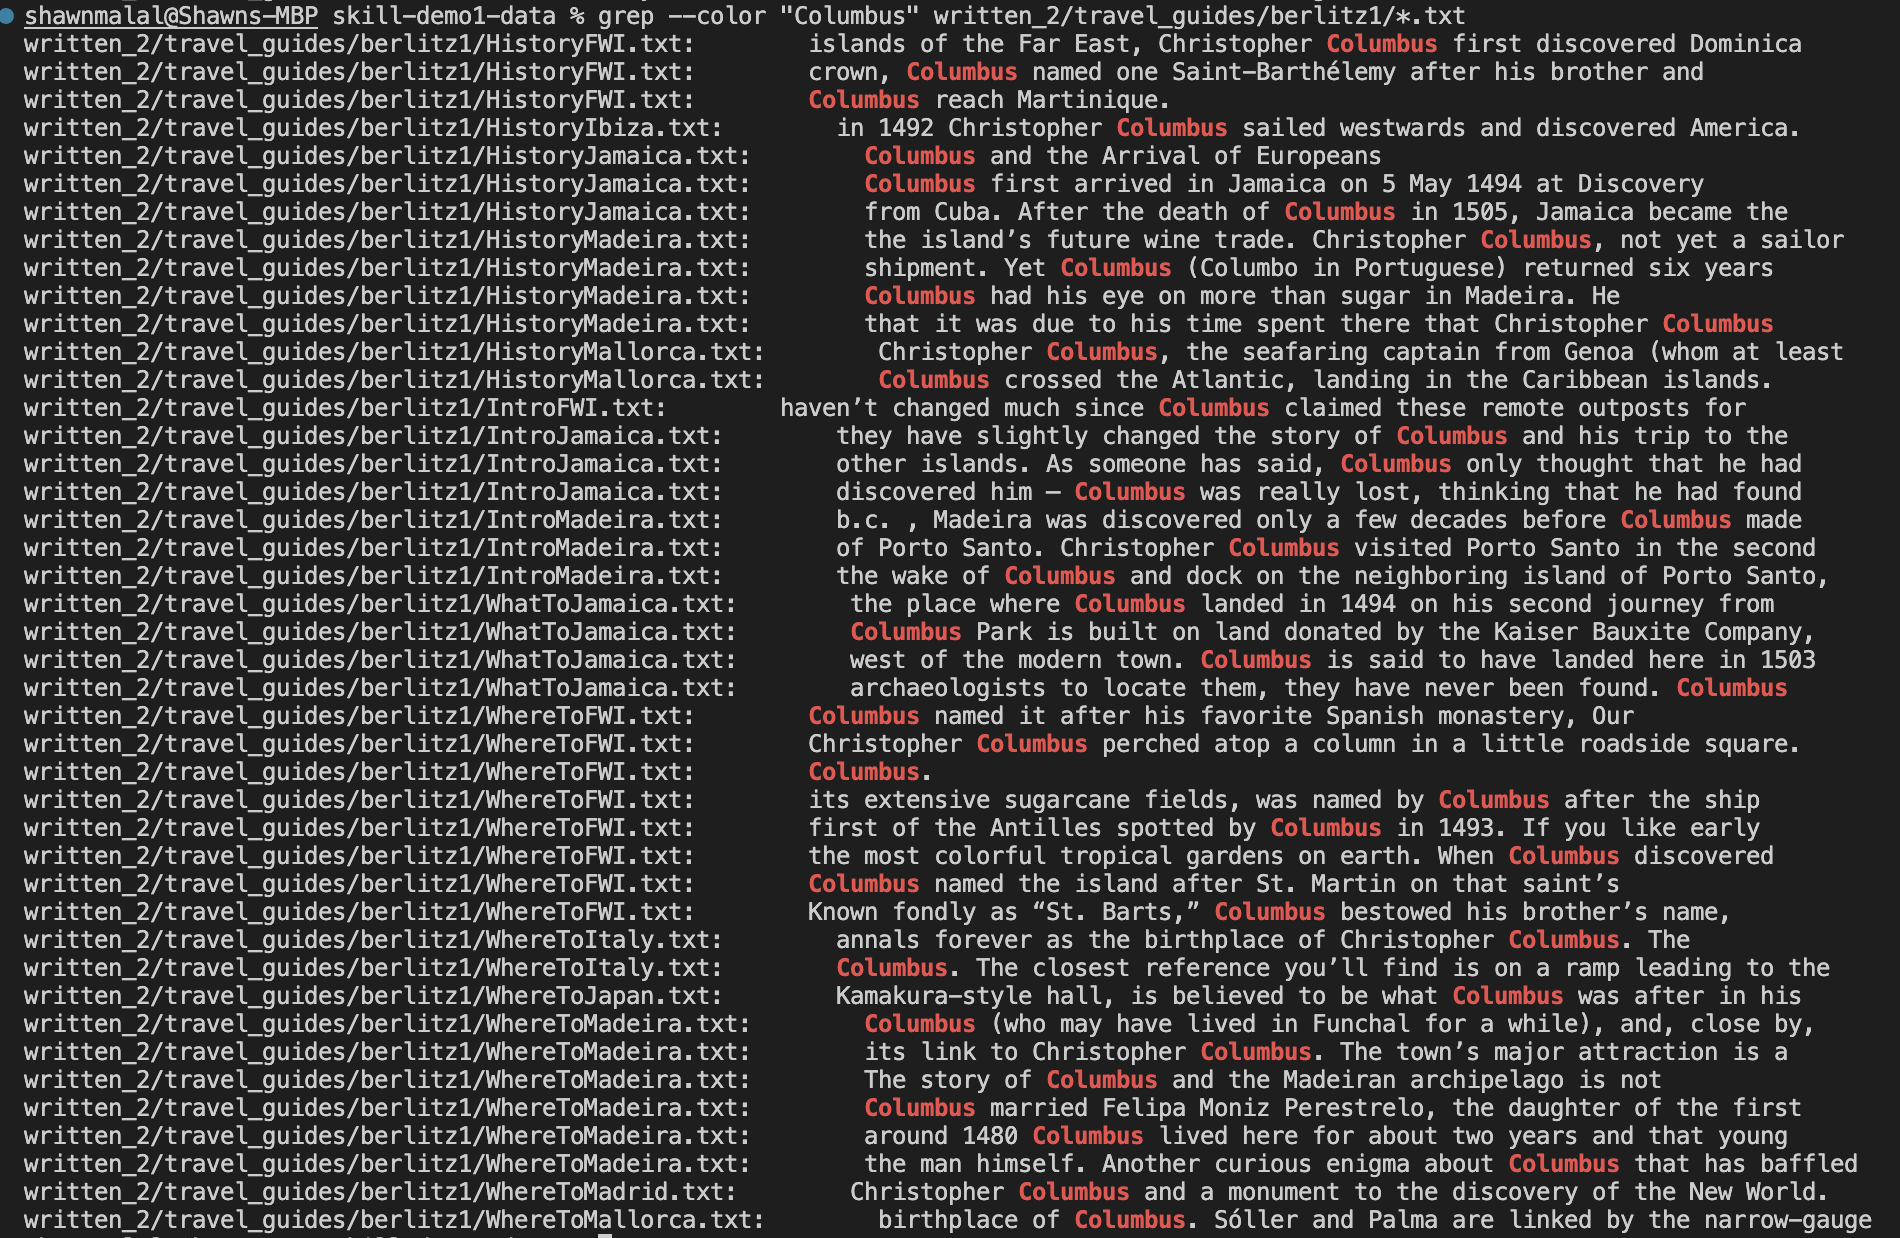 shawnmalal@Shawns-MBP skill-demo1-data % grep --color "Columbus" written_2/travel_guides/berlitz1/*.txt
written_2/travel_guides/berlitz1/HistoryFWI.txt:        islands of the Far East, Christopher Columbus first discovered Dominica
written_2/travel_guides/berlitz1/HistoryFWI.txt:        crown, Columbus named one Saint-Barthélemy after his brother and
written_2/travel_guides/berlitz1/HistoryFWI.txt:        Columbus reach Martinique.
written_2/travel_guides/berlitz1/HistoryIbiza.txt:        in 1492 Christopher Columbus sailed westwards and discovered America.
written_2/travel_guides/berlitz1/HistoryJamaica.txt:        Columbus and the Arrival of Europeans
written_2/travel_guides/berlitz1/HistoryJamaica.txt:        Columbus first arrived in Jamaica on 5 May 1494 at Discovery
written_2/travel_guides/berlitz1/HistoryJamaica.txt:        from Cuba. After the death of Columbus in 1505, Jamaica became the
written_2/travel_guides/berlitz1/HistoryMadeira.txt:        the island’s future wine trade. Christopher Columbus, not yet a sailor
written_2/travel_guides/berlitz1/HistoryMadeira.txt:        shipment. Yet Columbus (Columbo in Portuguese) returned six years
written_2/travel_guides/berlitz1/HistoryMadeira.txt:        Columbus had his eye on more than sugar in Madeira. He
written_2/travel_guides/berlitz1/HistoryMadeira.txt:        that it was due to his time spent there that Christopher Columbus
written_2/travel_guides/berlitz1/HistoryMallorca.txt:        Christopher Columbus, the seafaring captain from Genoa (whom at least
written_2/travel_guides/berlitz1/HistoryMallorca.txt:        Columbus crossed the Atlantic, landing in the Caribbean islands.
written_2/travel_guides/berlitz1/IntroFWI.txt:        haven’t changed much since Columbus claimed these remote outposts for
written_2/travel_guides/berlitz1/IntroJamaica.txt:        they have slightly changed the story of Columbus and his trip to the
written_2/travel_guides/berlitz1/IntroJamaica.txt:        other islands. As someone has said, Columbus only thought that he had
written_2/travel_guides/berlitz1/IntroJamaica.txt:        discovered him — Columbus was really lost, thinking that he had found
written_2/travel_guides/berlitz1/IntroMadeira.txt:        b.c. , Madeira was discovered only a few decades before Columbus made
written_2/travel_guides/berlitz1/IntroMadeira.txt:        of Porto Santo. Christopher Columbus visited Porto Santo in the second
written_2/travel_guides/berlitz1/IntroMadeira.txt:        the wake of Columbus and dock on the neighboring island of Porto Santo,
written_2/travel_guides/berlitz1/WhatToJamaica.txt:        the place where Columbus landed in 1494 on his second journey from
written_2/travel_guides/berlitz1/WhatToJamaica.txt:        Columbus Park is built on land donated by the Kaiser Bauxite Company,
written_2/travel_guides/berlitz1/WhatToJamaica.txt:        west of the modern town. Columbus is said to have landed here in 1503
written_2/travel_guides/berlitz1/WhatToJamaica.txt:        archaeologists to locate them, they have never been found. Columbus
written_2/travel_guides/berlitz1/WhereToFWI.txt:        Columbus named it after his favorite Spanish monastery, Our
written_2/travel_guides/berlitz1/WhereToFWI.txt:        Christopher Columbus perched atop a column in a little roadside square.
written_2/travel_guides/berlitz1/WhereToFWI.txt:        Columbus.
written_2/travel_guides/berlitz1/WhereToFWI.txt:        its extensive sugarcane fields, was named by Columbus after the ship
written_2/travel_guides/berlitz1/WhereToFWI.txt:        first of the Antilles spotted by Columbus in 1493. If you like early
written_2/travel_guides/berlitz1/WhereToFWI.txt:        the most colorful tropical gardens on earth. When Columbus discovered
written_2/travel_guides/berlitz1/WhereToFWI.txt:        Columbus named the island after St. Martin on that saint’s
written_2/travel_guides/berlitz1/WhereToFWI.txt:        Known fondly as “St. Barts,” Columbus bestowed his brother’s name,
written_2/travel_guides/berlitz1/WhereToItaly.txt:        annals forever as the birthplace of Christopher Columbus. The
written_2/travel_guides/berlitz1/WhereToItaly.txt:        Columbus. The closest reference you’ll find is on a ramp leading to the
written_2/travel_guides/berlitz1/WhereToJapan.txt:        Kamakura-style hall, is believed to be what Columbus was after in his
written_2/travel_guides/berlitz1/WhereToMadeira.txt:        Columbus (who may have lived in Funchal for a while), and, close by,
written_2/travel_guides/berlitz1/WhereToMadeira.txt:        its link to Christopher Columbus. The town’s major attraction is a
written_2/travel_guides/berlitz1/WhereToMadeira.txt:        The story of Columbus and the Madeiran archipelago is not
written_2/travel_guides/berlitz1/WhereToMadeira.txt:        Columbus married Felipa Moniz Perestrelo, the daughter of the first
written_2/travel_guides/berlitz1/WhereToMadeira.txt:        around 1480 Columbus lived here for about two years and that young
written_2/travel_guides/berlitz1/WhereToMadeira.txt:        the man himself. Another curious enigma about Columbus that has baffled
written_2/travel_guides/berlitz1/WhereToMadrid.txt:        Christopher Columbus and a monument to the discovery of the New World.
written_2/travel_guides/berlitz1/WhereToMallorca.txt:        birthplace of Columbus. Sóller and Palma are linked by the narrow-gauge